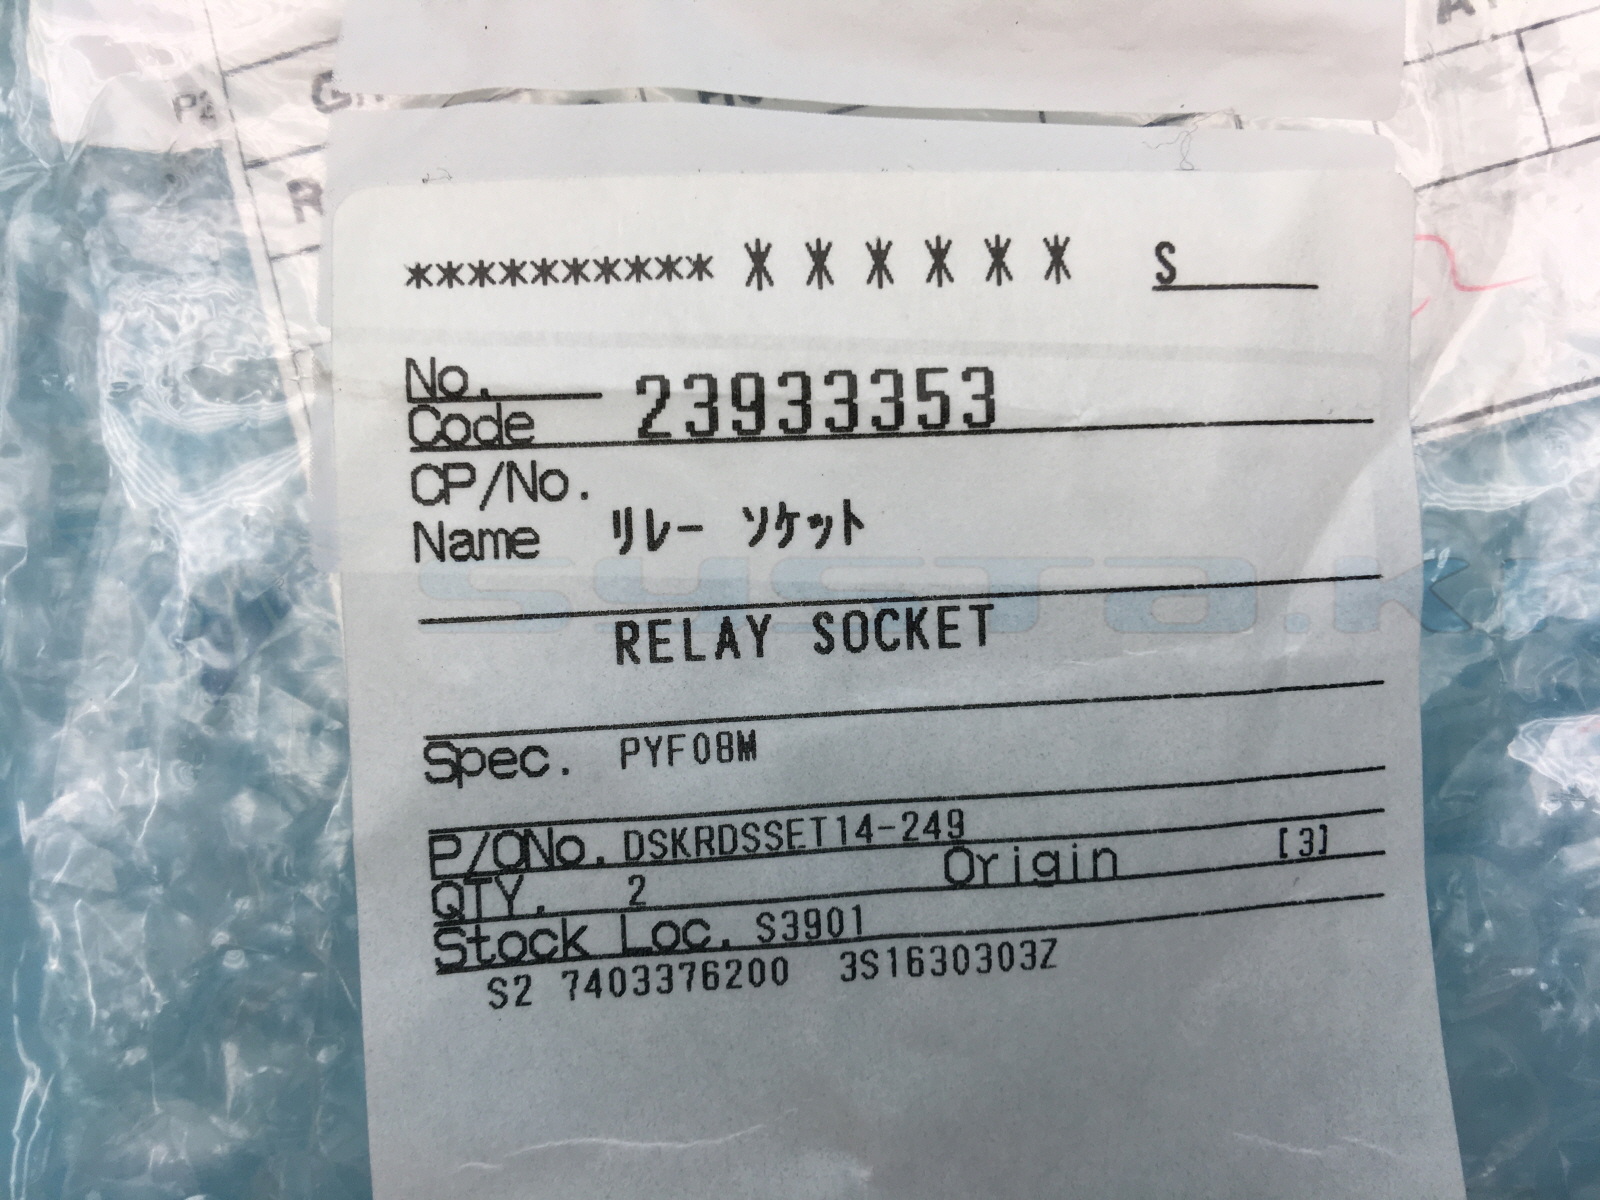 ********** * * * * * * S
No.
Code 23933353
CP/No.
Name リレー ソケット
RELAY SOCKET
Spec. PYF08M
P/ONo. DSKRDSSET14-249
QTY. 2 Origin [3]
Stock Loc. S3901
S2 7403376200 3S1630303Z